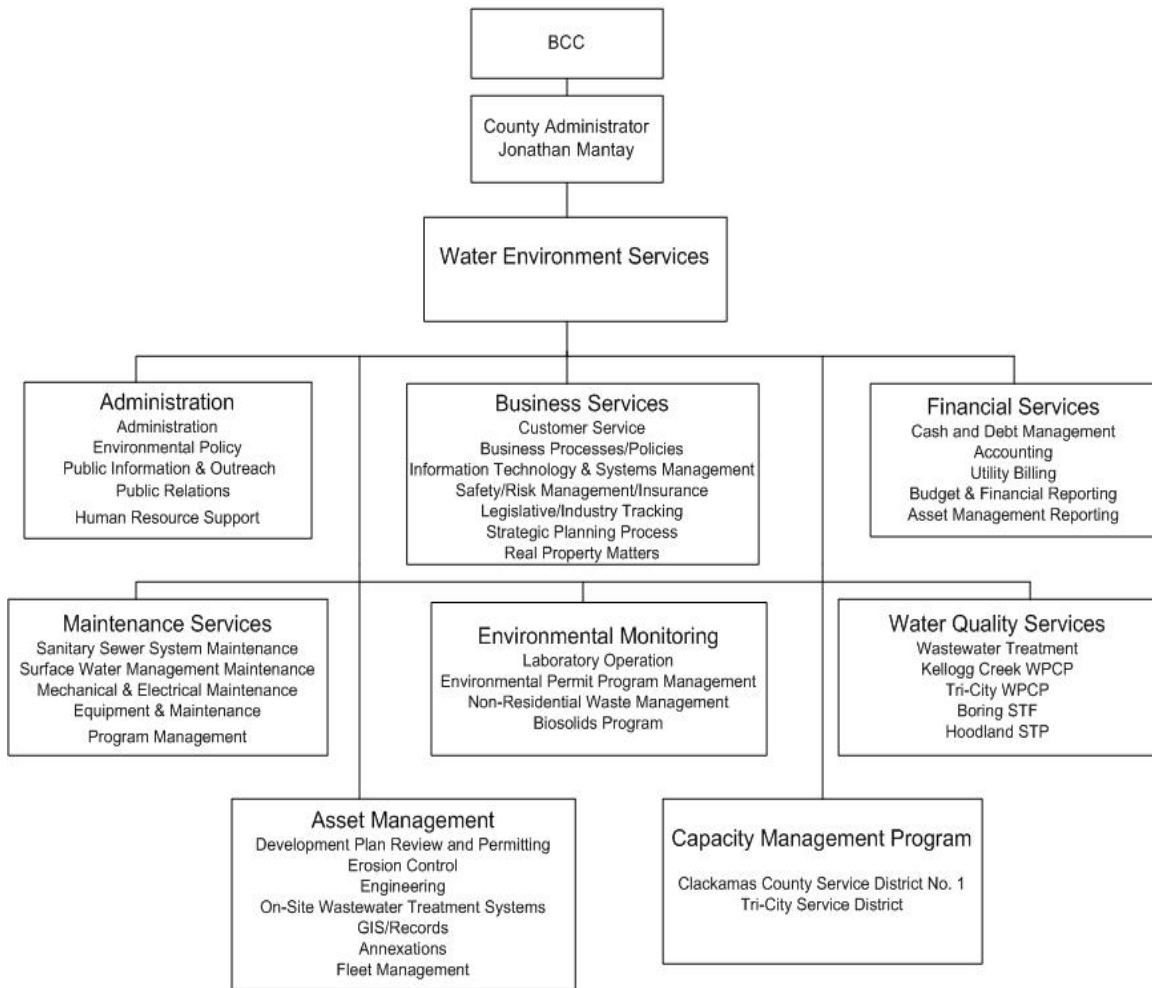 BCC
County Administrator
Jonathan Mantay
Water Environment Services
Administration
Administration
Environmental Policy
Public Information & Outreach
Public Relations
Human Resource Support
Business Services
Customer Service
Business Processes/Policies
Information Technology & Systems Management
Safety/Risk Management/Insurance
Legislative/Industry Tracking
Strategic Planning Process
Real Property Matters
Financial Services
Cash and Debt Management
Accounting
Utility Billing
Budget & Financial Reporting
Asset Management Reporting
Maintenance Services
Sanitary Sewer System Maintenance
Surface Water Management Maintenance
Mechanical & Electrical Maintenance
Equipment & Maintenance
Program Management
Environmental Monitoring
Laboratory Operation
Environmental Permit Program Management
Non-Residential Waste Management
Biosolids Program
Water Quality Services
Wastewater Treatment
Kellogg Creek WPCP
Tri-City WPCP
Boring STF
Hoodland STP
Asset Management
Development Plan Review and Permitting
Erosion Control
Engineering
On-Site Wastewater Treatment Systems
GIS/Records
Annexations
Fleet Management
Capacity Management Program
Clackamas County Service District No. 1
Tri-City Service District